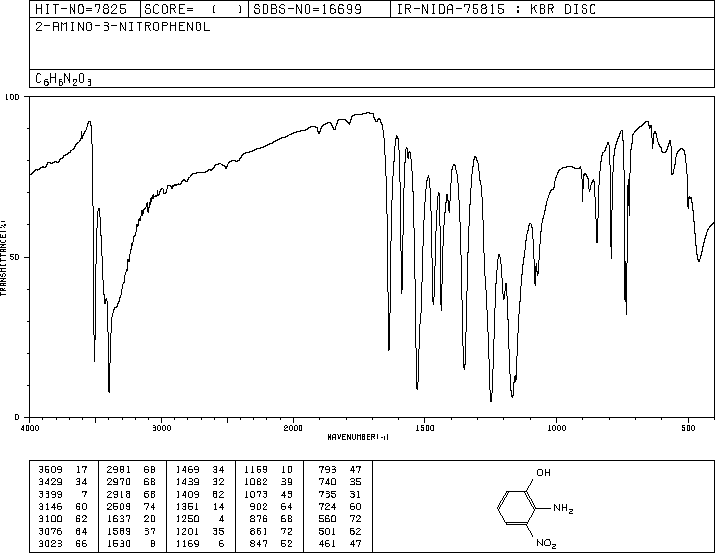 HIT-NO=7825 SCORE= ( ) SDBS-NO=16699 IR-NIDA-75815 : KBR DISC
2-AMINO-3-NITROPHENOL
C6H6N2O3
100
50
0
TRANSMITTANCE(%)
4000 3000 2000 1500 1000 500
WAVENUMBER(-1)
3509 17 2981 68 1469 34 1159 10 793 47
3429 34 2970 68 1439 32 1082 39 740 35
3399 7 2918 68 1409 62 1073 43 735 31
3146 60 2509 74 1351 14 902 64 724 60
3100 62 1637 20 1250 4 876 68 560 72
3076 64 1589 37 1201 35 861 72 501 62
3023 66 1530 8 1169 6 847 52 461 47
OH
NH2
NO2